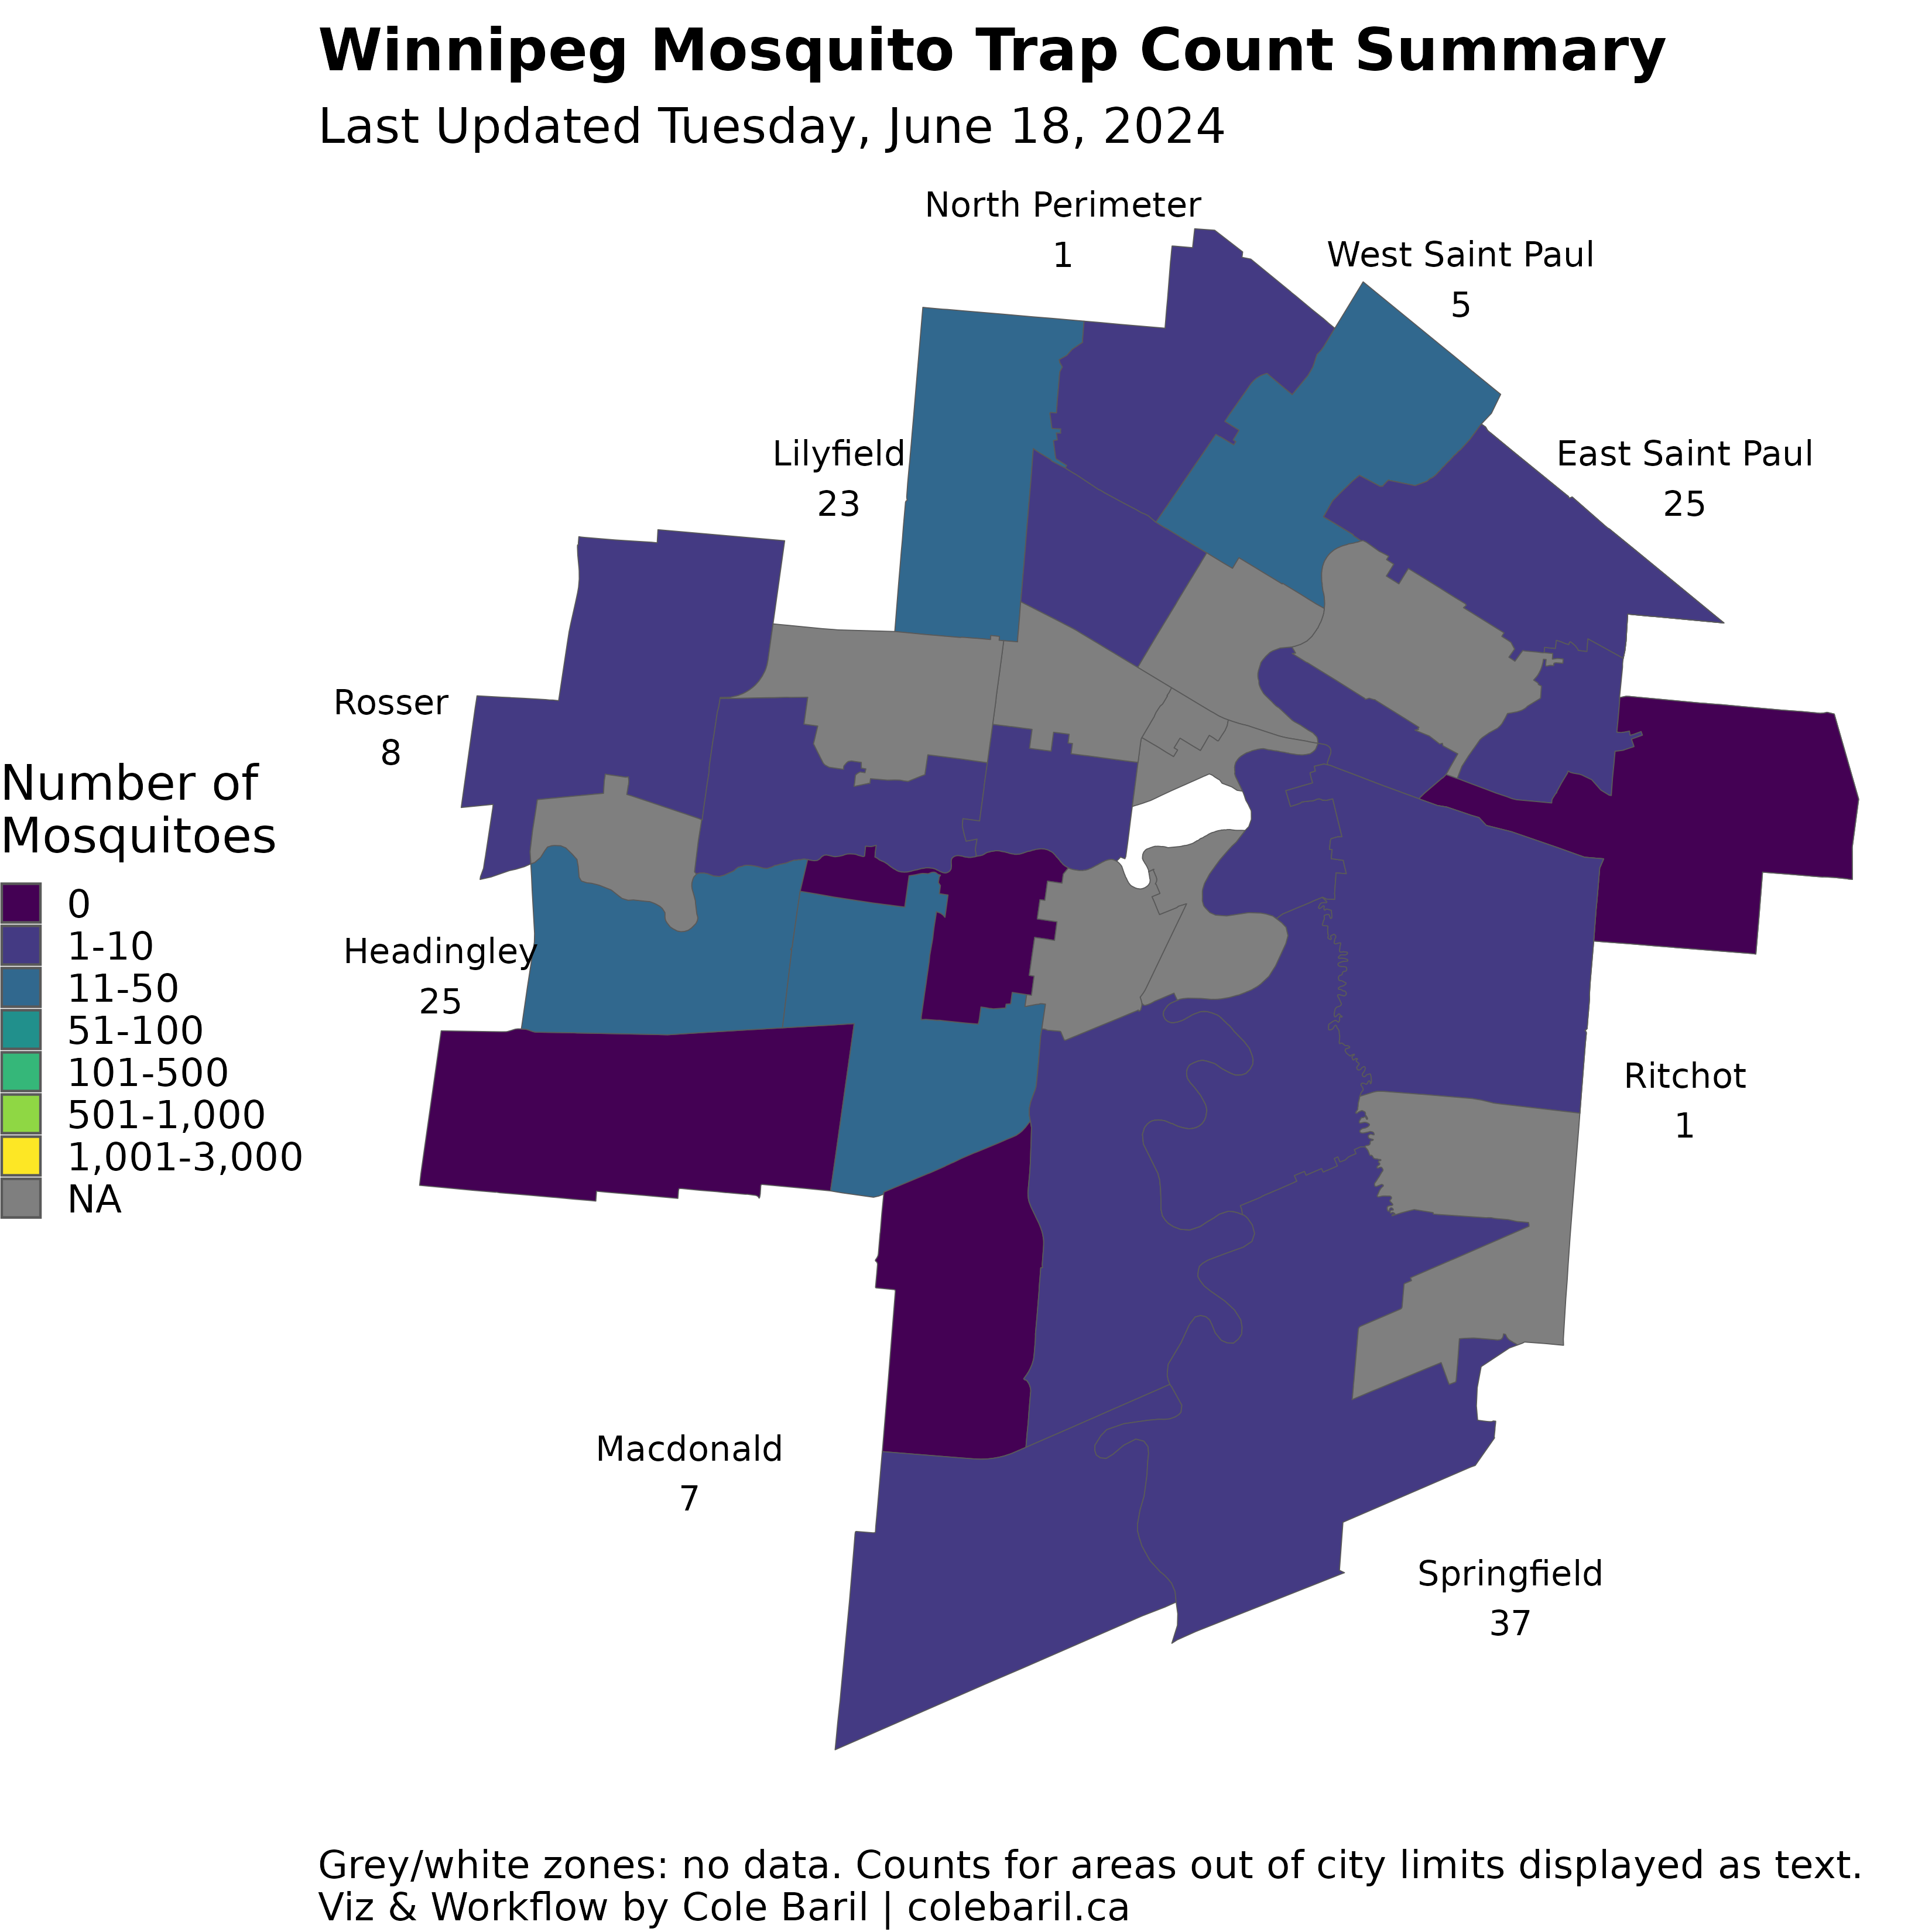 Winnipeg Mosquito Trap Count Summary
Last Updated Tuesday, June 18, 2024
North Perimeter
1
West Saint Paul
5
Lilyfield
23
East Saint Paul
25
Rosser
8
Number of
Mosquitoes
0
1-10
11-50
51-100
101-500
501-1,000
1,001-3,000
NA
Headingley
25
Ritchot
1
Macdonald
7
Springfield
37
Grey/white zones: no data. Counts for areas out of city limits displayed as text.
Viz & Workflow by Cole Baril | colebaril.ca